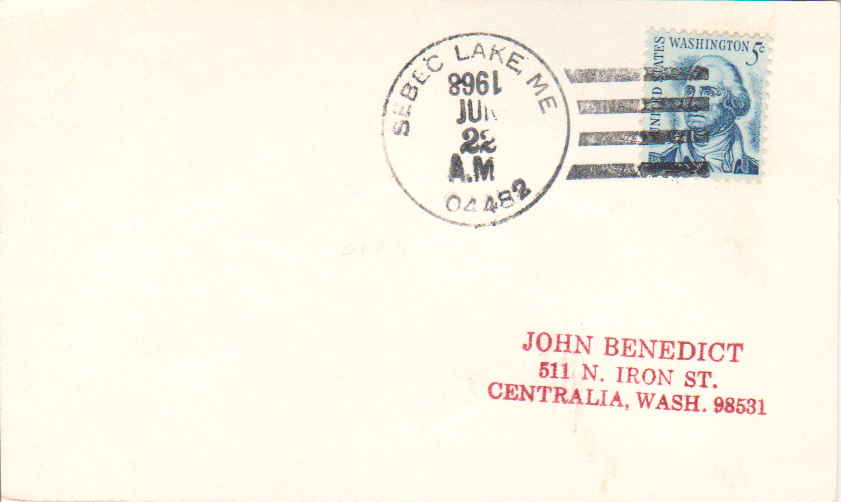 SEBEC LAKE, ME
1968
JUN
22
A.M
04482
UNITED STATES
WASHINGTON 5c
JOHN BENEDICT
511 N. IRON ST.
CENTRALIA, WASH. 98531